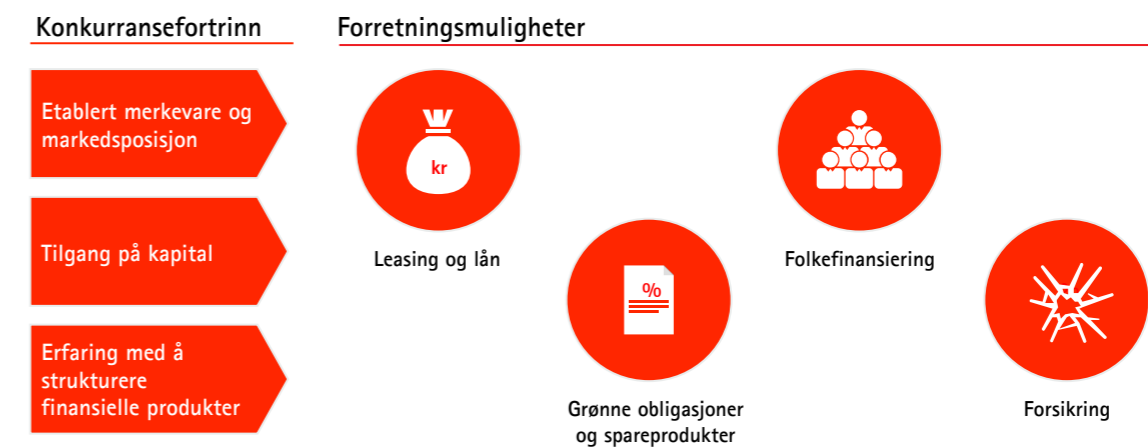 Konkurransefortrinn
Etablert merkevare og
markedsposisjon
Tilgang på kapital
Erfaring med å
strukturere
finansielle produkter
Forretningsmuligheter
kr
Leasing og lån
%
Grønne obligasjoner
og spareprodukter
Folkefinansiering
Forsikring